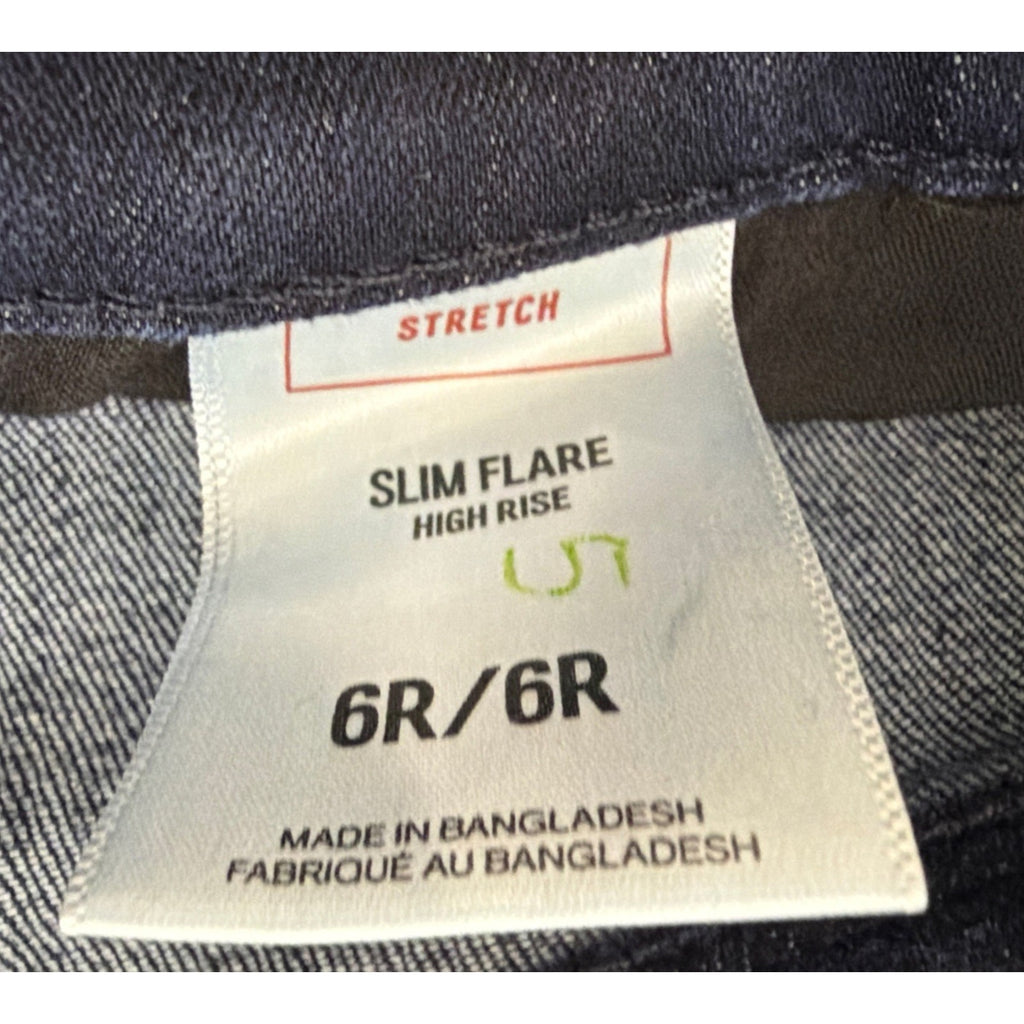 STRETCH
SLIM FLARE
HIGH RISE
5
6R/6R
MADE IN BANGLADESH
FABRIQUÉ AU BANGLADESH